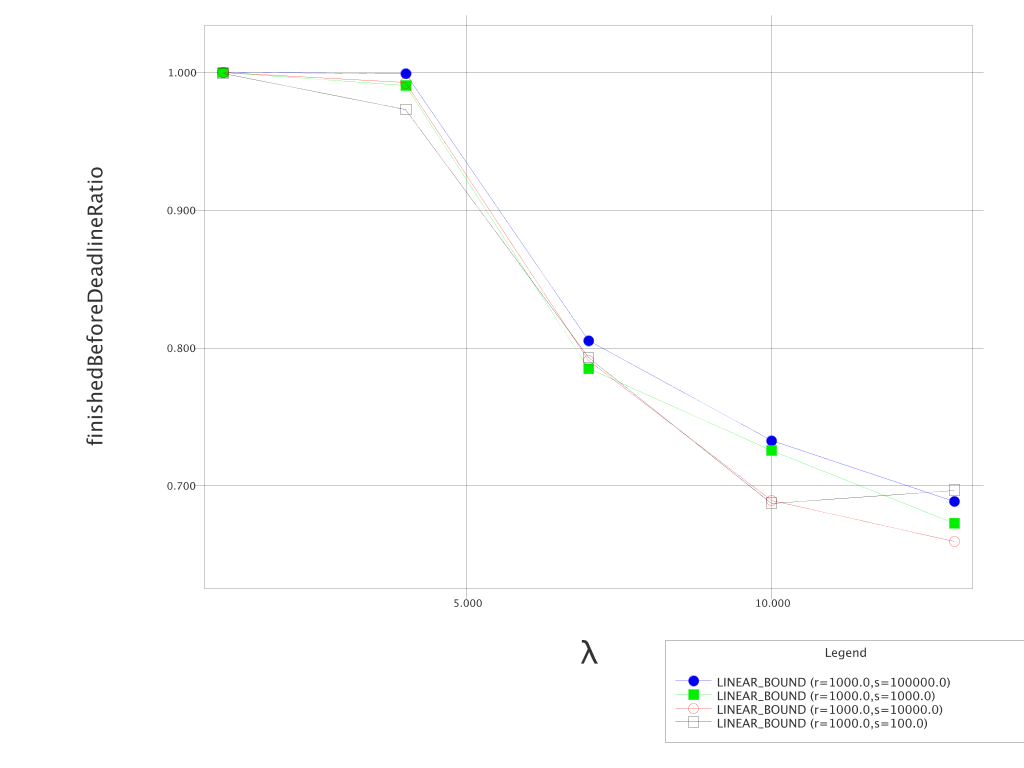 1.000
0.900
0.800
0.700
finishedBeforeDeadlineRatio
5.000
10.000
λ
Legend
LINEAR_BOUND (r=1000.0,s=100000.0)
LINEAR_BOUND (r=1000.0,s=1000.0)
LINEAR_BOUND (r=1000.0,s=10000.0)
LINEAR_BOUND (r=1000.0,s=100.0)